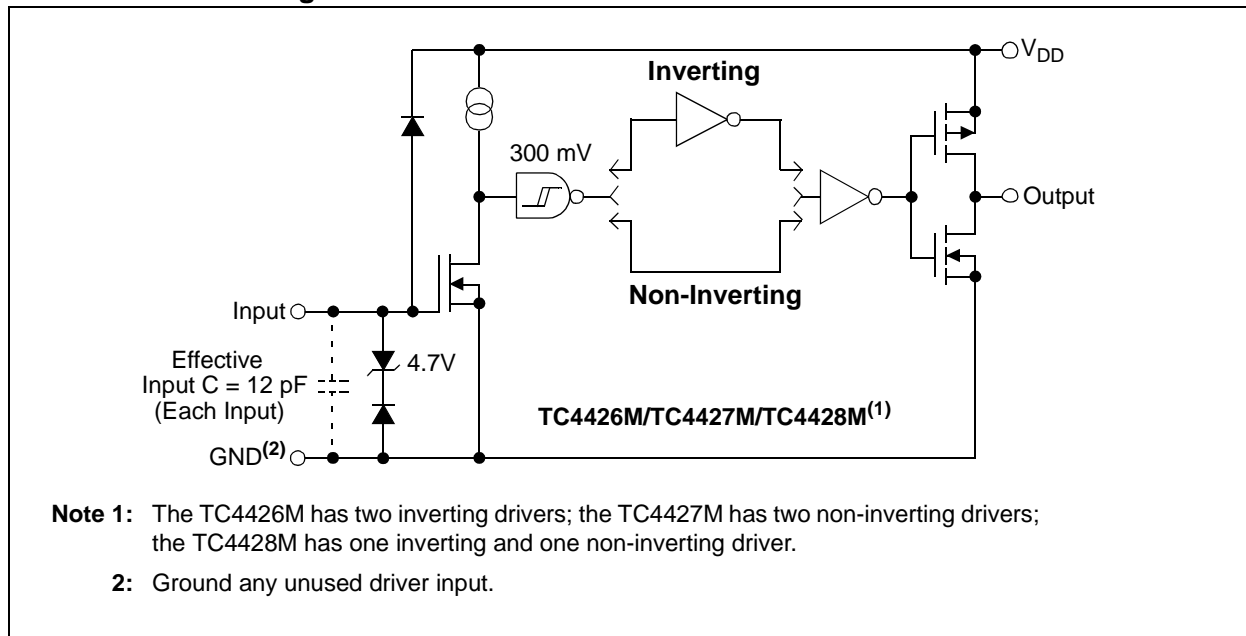 V_DD
Inverting
300 mV
Output
Non-Inverting
Input
4.7V
Effective
Input C = 12 pF
(Each Input)
TC4426M/TC4427M/TC4428M(1)
GND(2)
Note 1: The TC4426M has two inverting drivers; the TC4427M has two non-inverting drivers;
the TC4428M has one inverting and one non-inverting driver.
2: Ground any unused driver input.